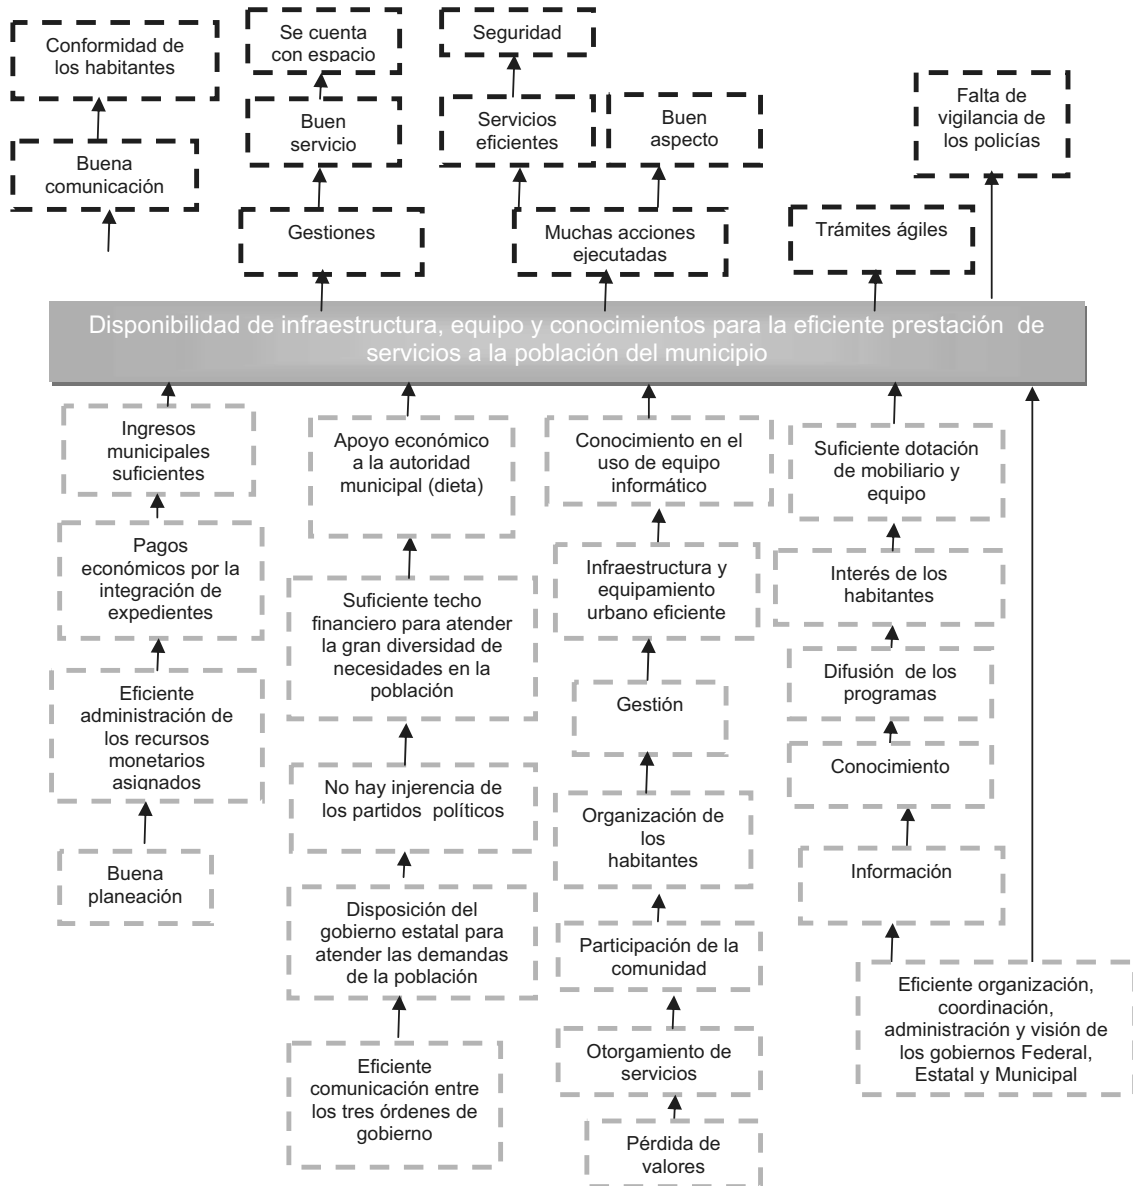 Conformidad de
los habitantes
Se cuenta
con espacio
Seguridad
Buena
comunicación
Buen
servicio
Servicios
eficientes
Buen
aspecto
Falta de
vigilancia de
los policías
Gestiones
Muchas acciones
ejecutadas
Trámites ágiles
Disponibilidad de infraestructura, equipo y conocimientos para la eficiente prestación de
servicios a la población del municipio
Ingresos
municipales
suficientes
Pagos
económicos por la
integración de
expedientes
Eficiente
administración de
los recursos
monetarios
asignados
Buena
planeación
Apoyo económico
a la autoridad
municipal (dieta)
Suficiente techo
financiero para atender
la gran diversidad de
necesidades en la
población
No hay injerencia de
los partidos políticos
Disposición del
gobierno estatal para
atender las demandas
de la población
Eficiente
comunicación entre
los tres órdenes de
gobierno
Conocimiento en el
uso de equipo
informático
Infraestructura y
equipamiento
urbano eficiente
Gestión
Organización de
los
habitantes
Participación de la
comunidad
Otorgamiento de
servicios
Pérdida de
valores
Suficiente dotación
de mobiliario y
equipo
Interés de los
habitantes
Difusión de los
programas
Conocimiento
Información
Eficiente organización,
coordinación,
administración y visión de
los gobiernos Federal,
Estatal y Municipal